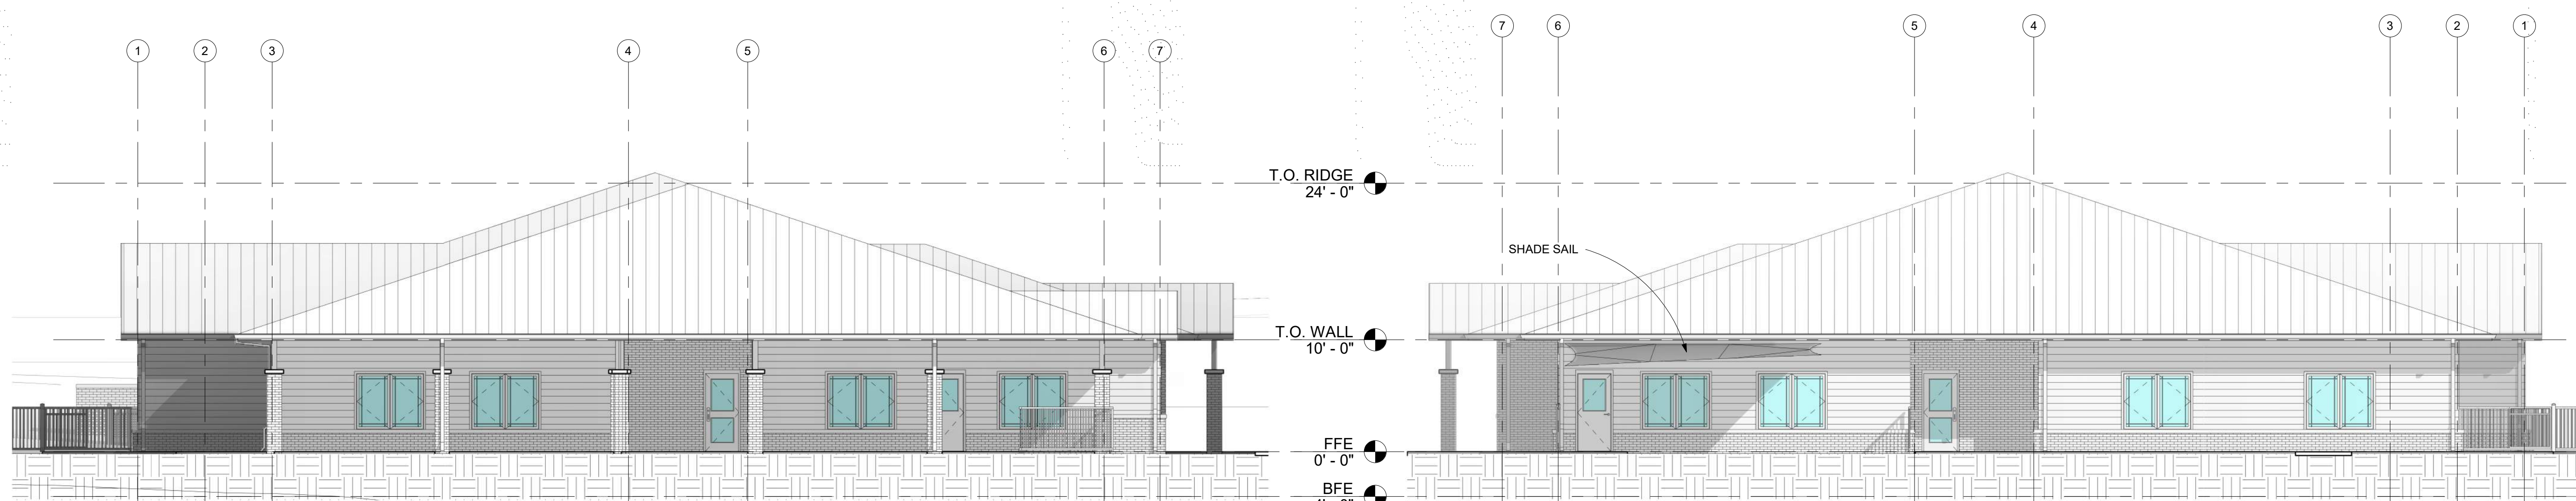 7 6 5 4 3 2 1
1 2 3 4 5 6 7
T.O. RIDGE
24' - 0"
SHADE SAIL
T.O. WALL
10' - 0"
FFE
0' - 0"
BFE